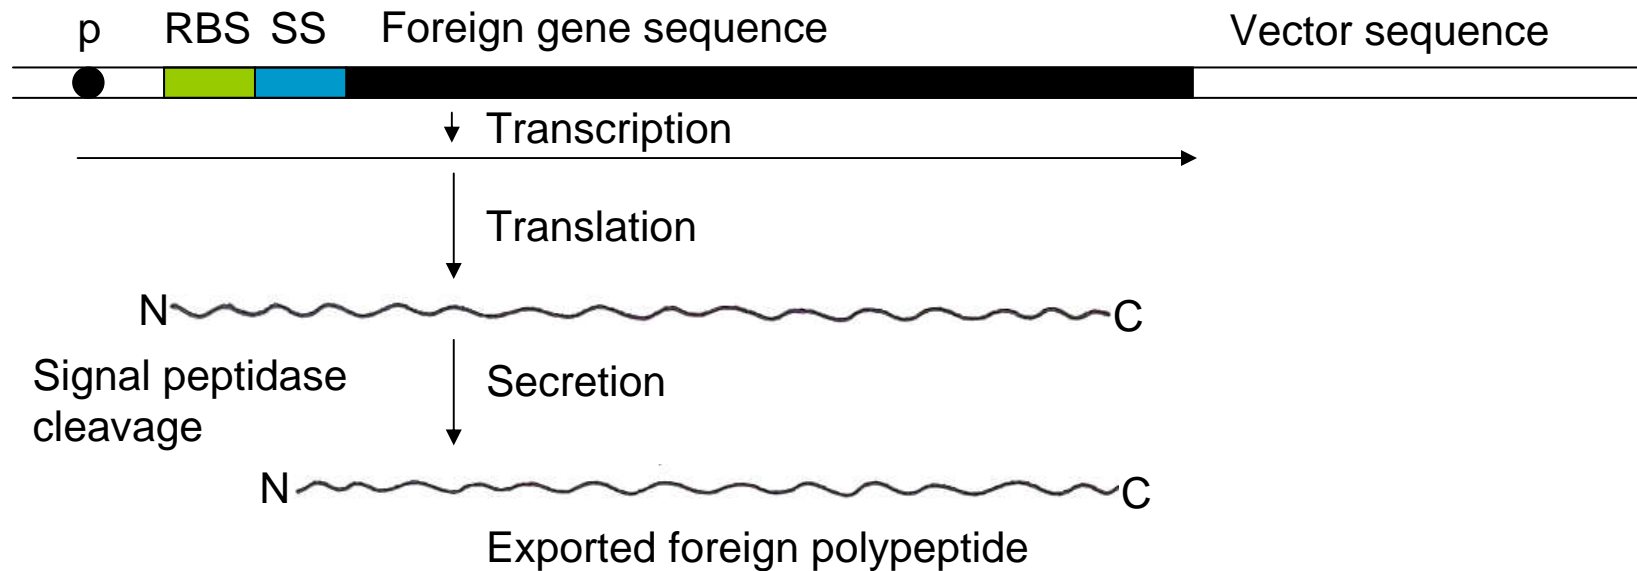 p RBS SS Foreign gene sequence Vector sequence
Transcription
Translation
N C
Signal peptidase
cleavage
Secretion
N C
Exported foreign polypeptide